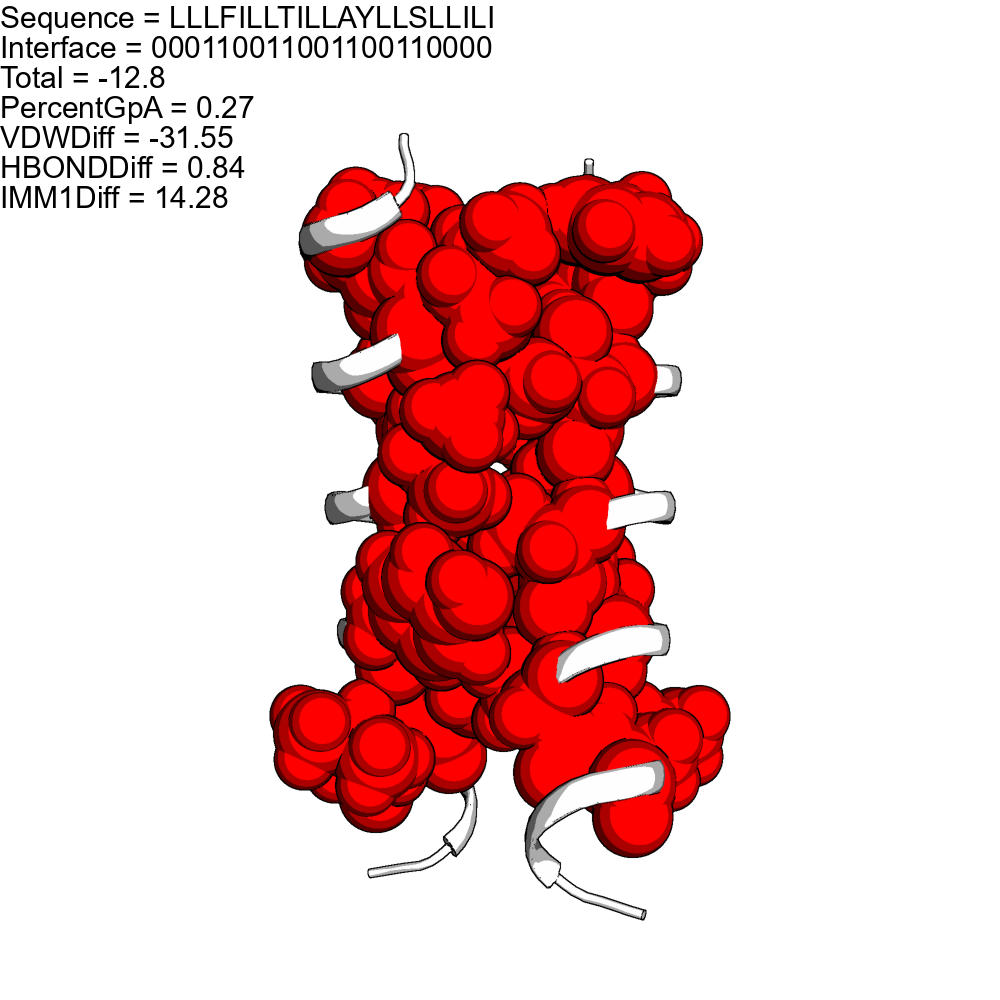 Sequence = LLLFILLTILLAYLLSLLILI
Interface = 000110011001100110000
Total = -12.8
PercentGpA = 0.27
VDWDiff = -31.55
HBONDDiff = 0.84
IMM1Diff = 14.28